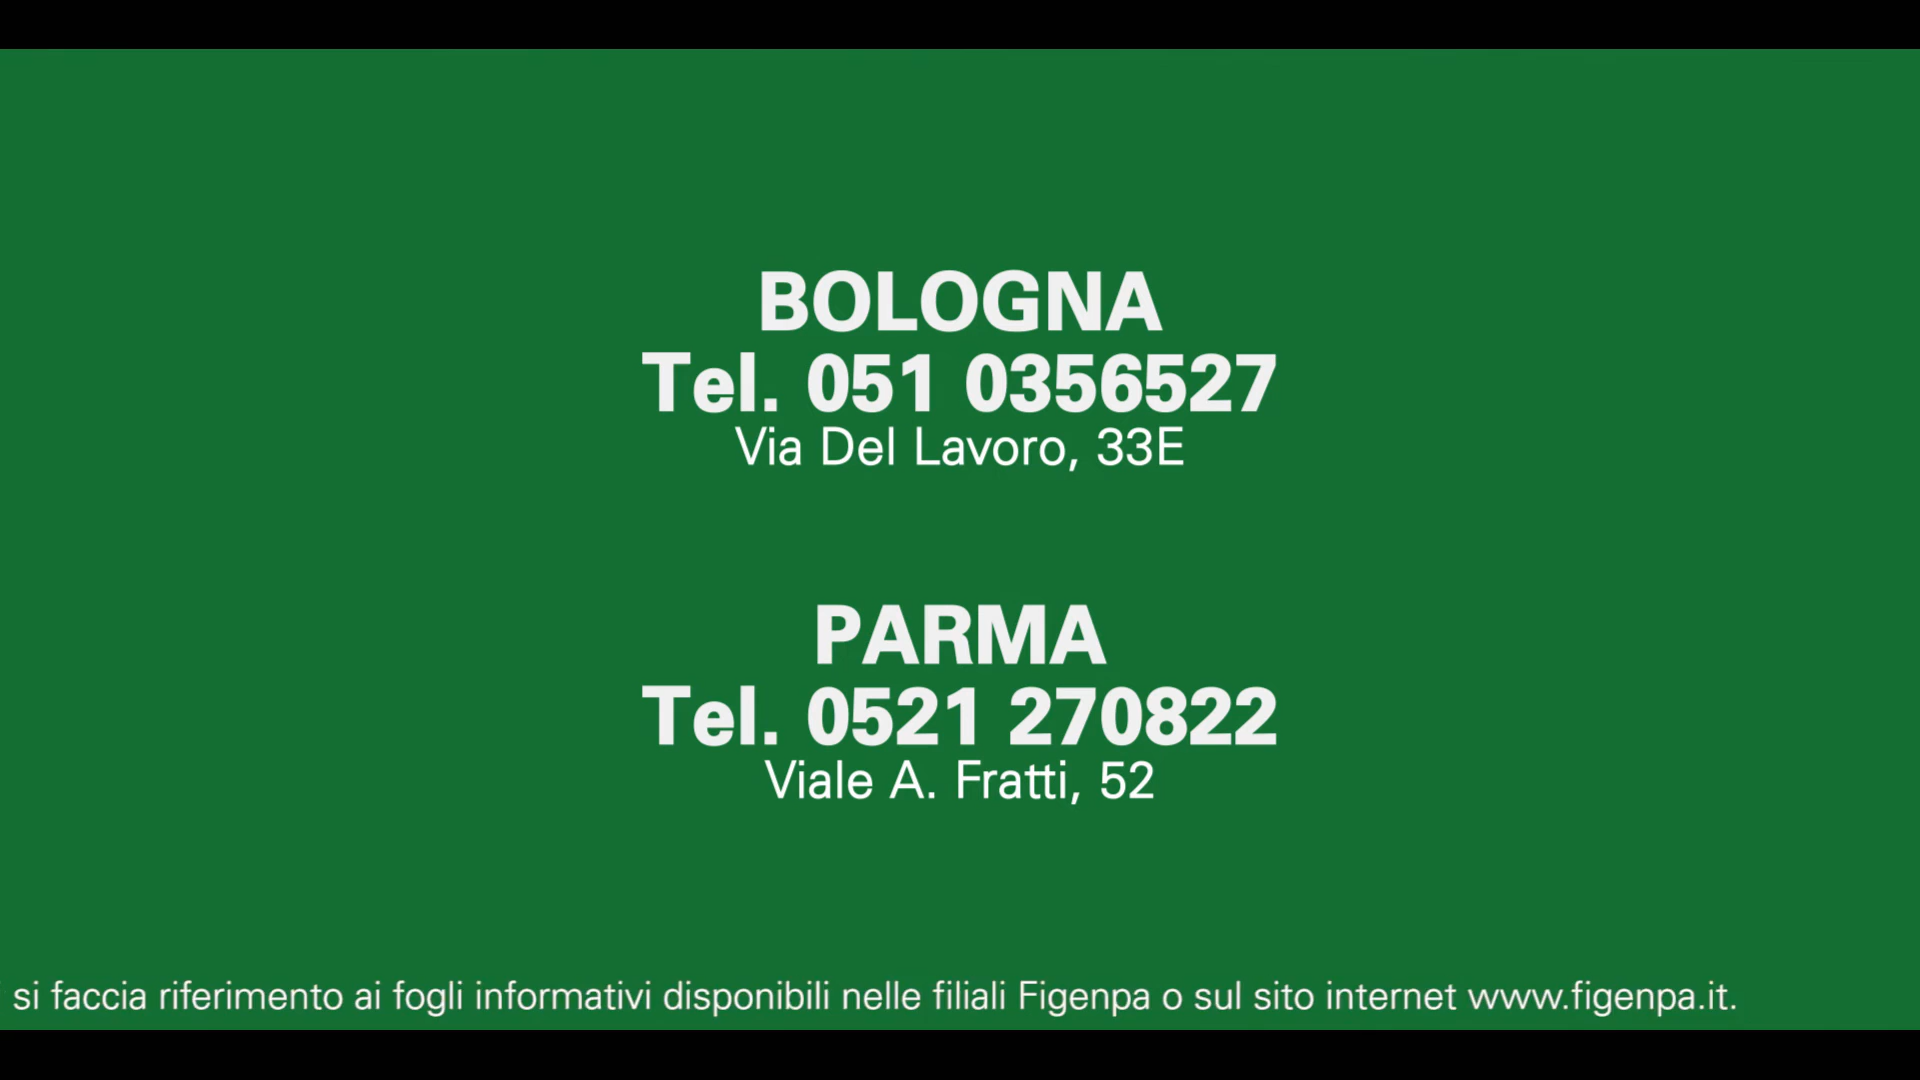 BOLOGNA
Tel. 051 0356527
Via Del Lavoro, 33E
PARMA
Tel. 0521 270822
Viale A. Fratti, 52
si faccia riferimento ai fogli informativi disponibili nelle filiali Figenpa o sul sito internet www.figenpa.it.